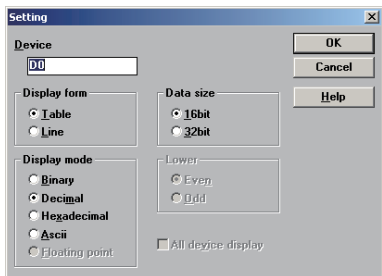 Setting
Device
D0
OK
Cancel
Help
Display form
Table
Line
Data size
16bit
32bit
Display mode
Binary
Decimal
Hexadecimal
Ascii
Floating point
Lower
Even
Odd
All device display